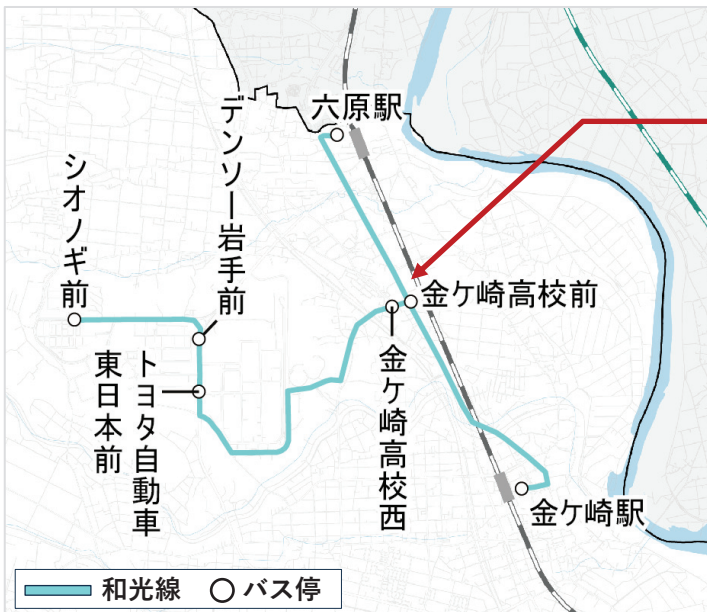 六原駅
デンソー岩手前
シオノギ前
金ケ崎高校前
トヨタ自動車
東日本前
金ケ崎高校西
金ケ崎駅
和光線
バス停